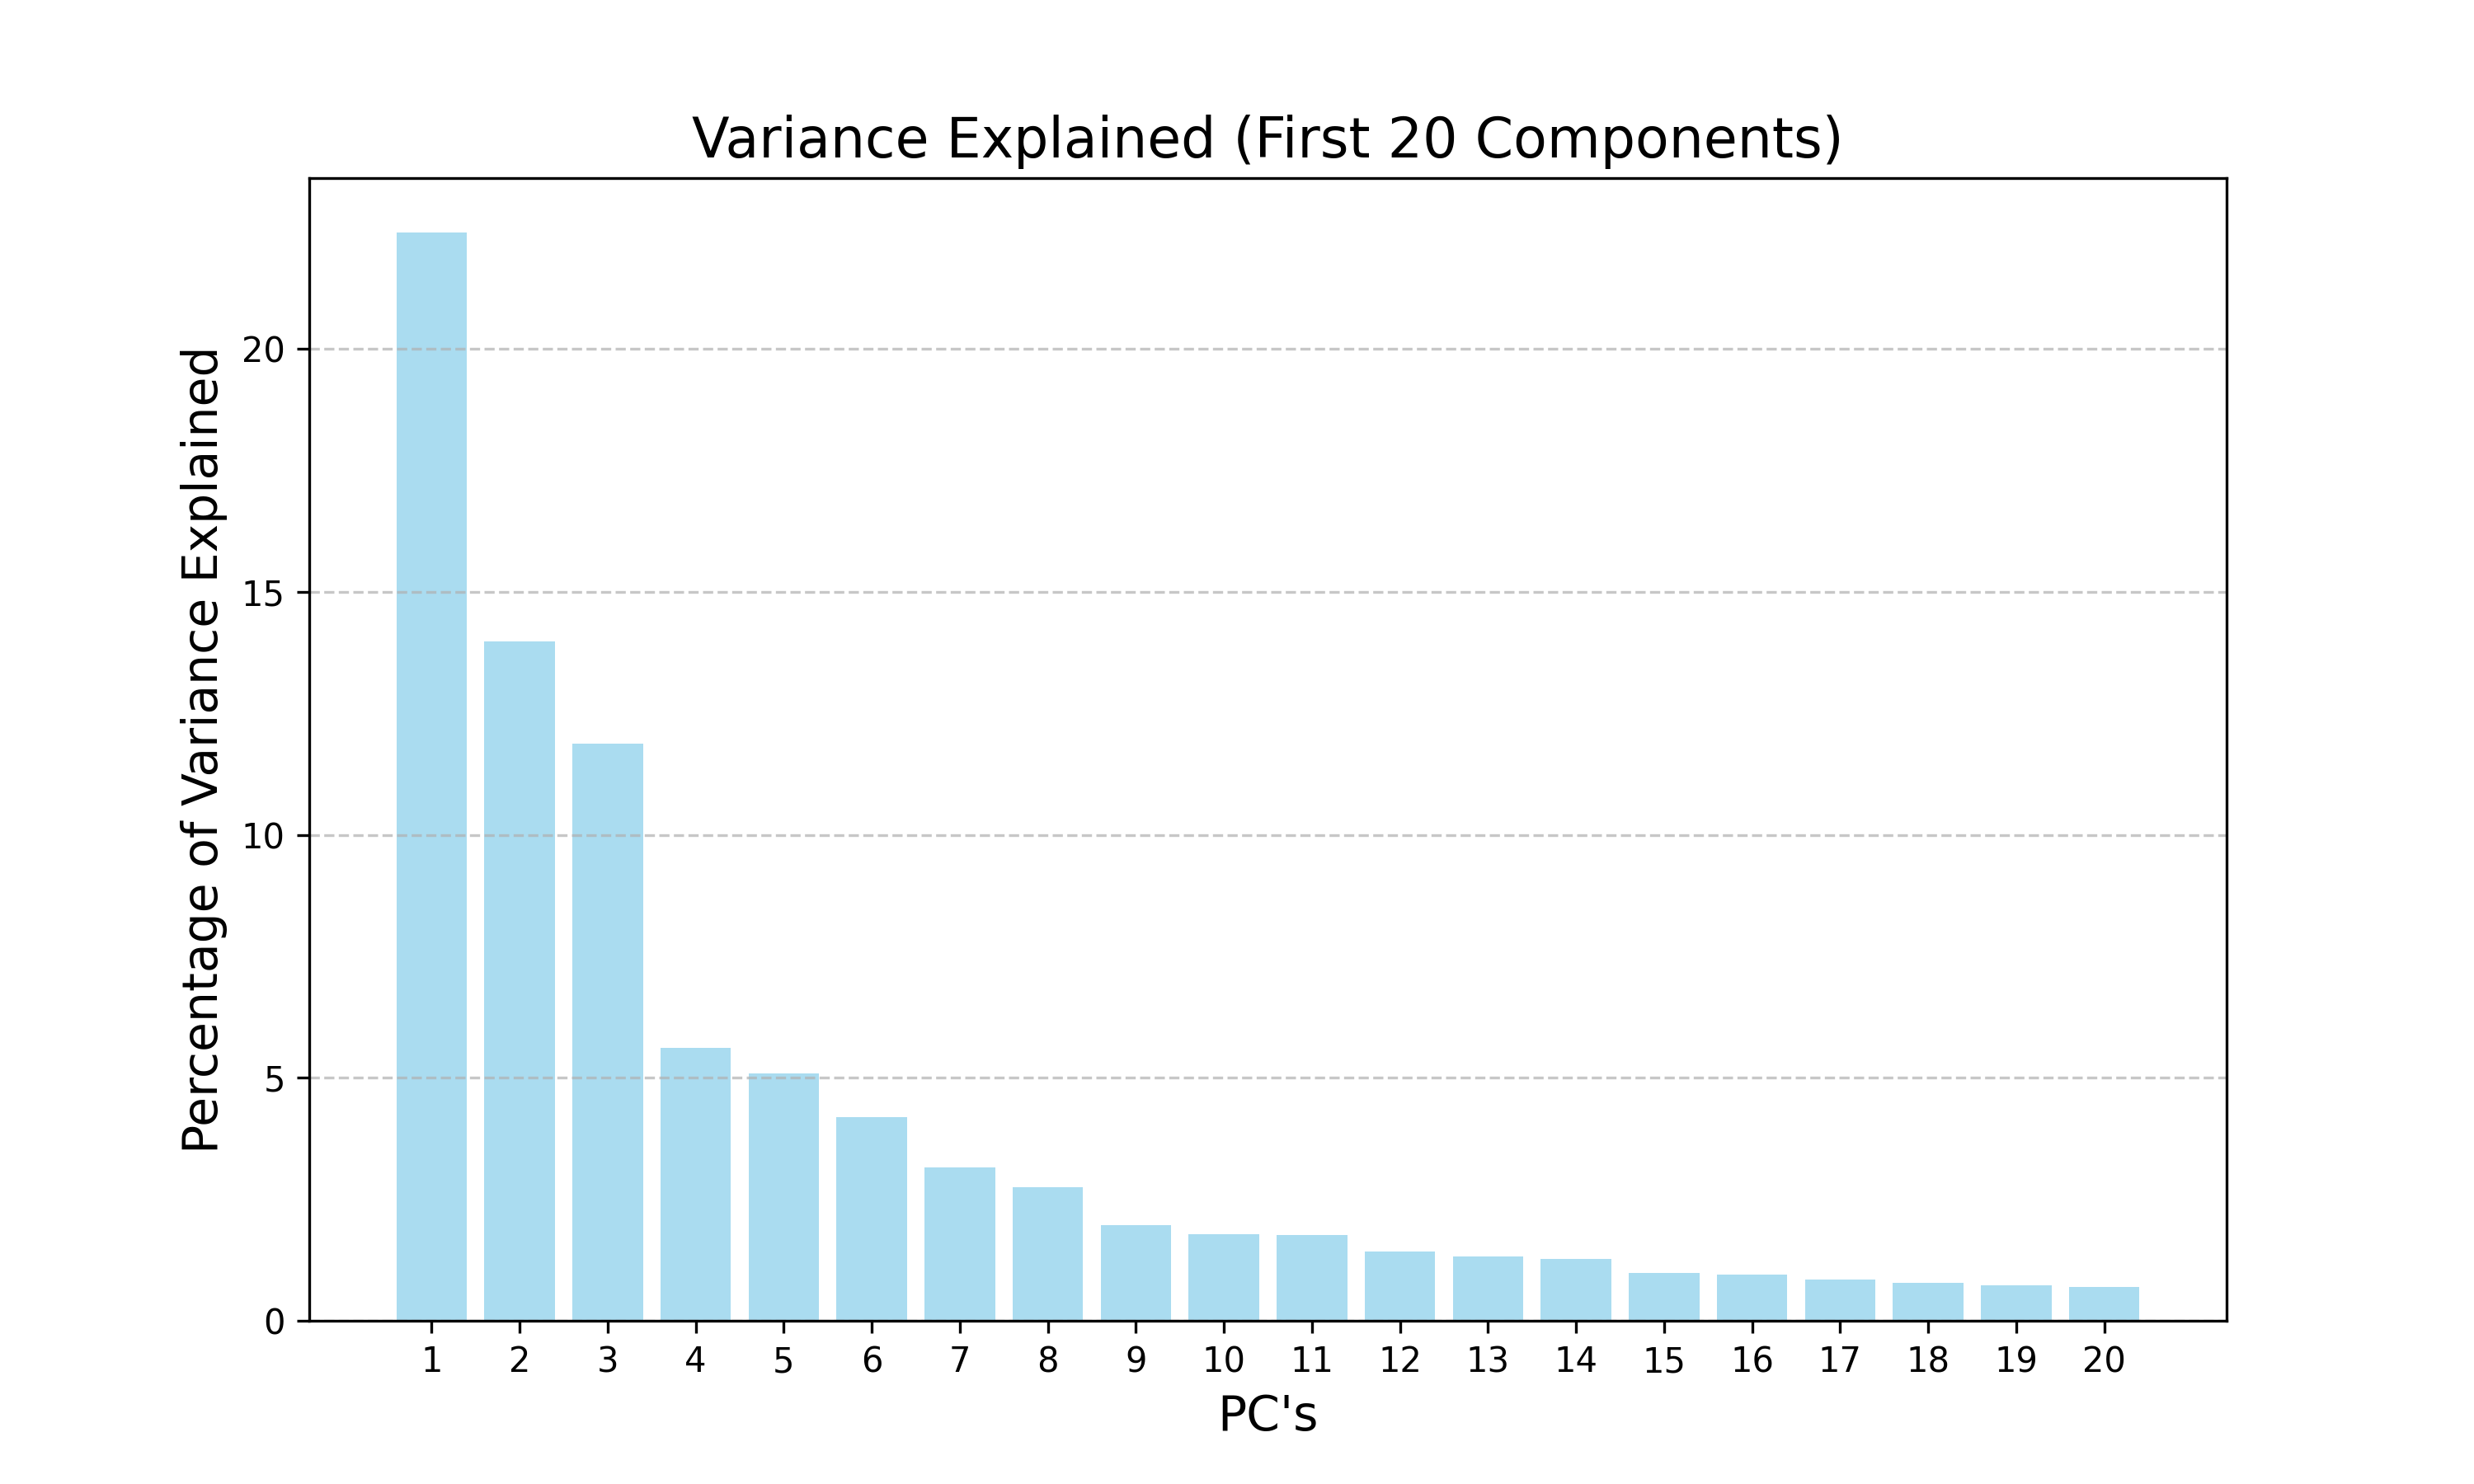 Variance Explained (First 20 Components)
Percentage of Variance Explained
20
15
10
5
0
1 2 3 4 5 6 7 8 9 10 11 12 13 14 15 16 17 18 19 20
PC's